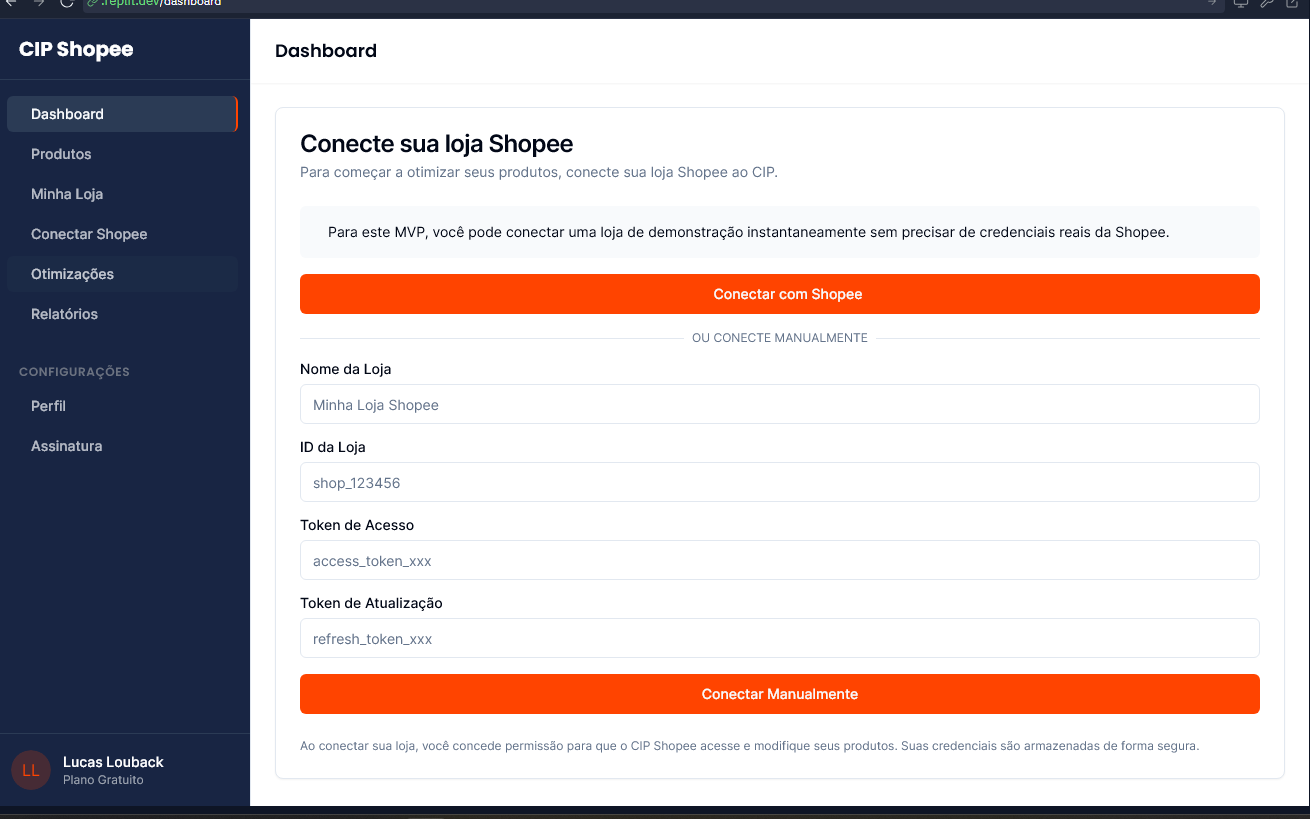 .replit.dev/dashboard
CIP Shopee
Dashboard
Produtos
Minha Loja
Conectar Shopee
Otimizações
Relatórios
CONFIGURAÇÕES
Perfil
Assinatura
LL
Lucas Louback
Plano Gratuito
Dashboard
Conecte sua loja Shopee
Para começar a otimizar seus produtos, conecte sua loja Shopee ao CIP.
Para este MVP, você pode conectar uma loja de demonstração instantaneamente sem precisar de credenciais reais da Shopee.
Conectar com Shopee
OU CONECTE MANUALMENTE
Nome da Loja
Minha Loja Shopee
ID da Loja
shop_123456
Token de Acesso
access_token_xxx
Token de Atualização
refresh_token_xxx
Conectar Manualmente
Ao conectar sua loja, você concede permissão para que o CIP Shopee acesse e modifique seus produtos. Suas credenciais são armazenadas de forma segura.